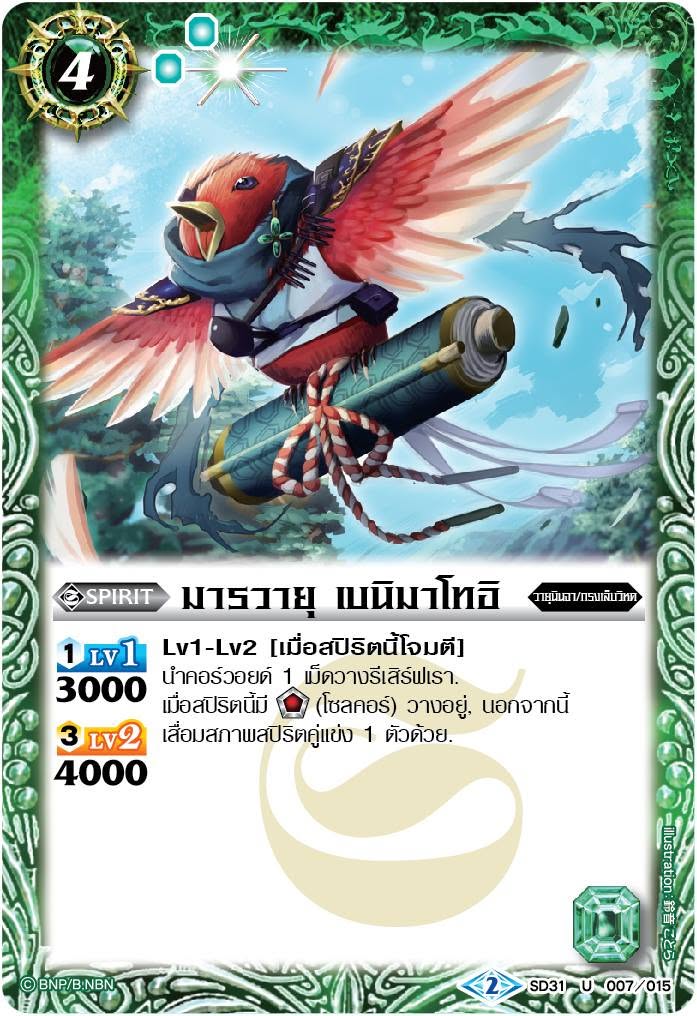 4
SPIRIT
มารวายุ เบนิมาโทอิ
วายุนินจา/กรงเล็บวิหค
1 LV1
3000
3 LV2
4000
Lv1-Lv2 [เมื่อสปิริตนี้โจมตี]
นำคอร์วอยด์ 1 เม็ดวางรีเสิร์ฟเรา.
เมื่อสปิริตนี้มี (โซลคอร์) วางอยู่, นอกจากนี้
เสื่อมสภาพสปิริตคู่แข่ง 1 ตัวด้วย.
illustration : 鈴音ことら
©BNP/B:NBN
2
SD31 U 007/015